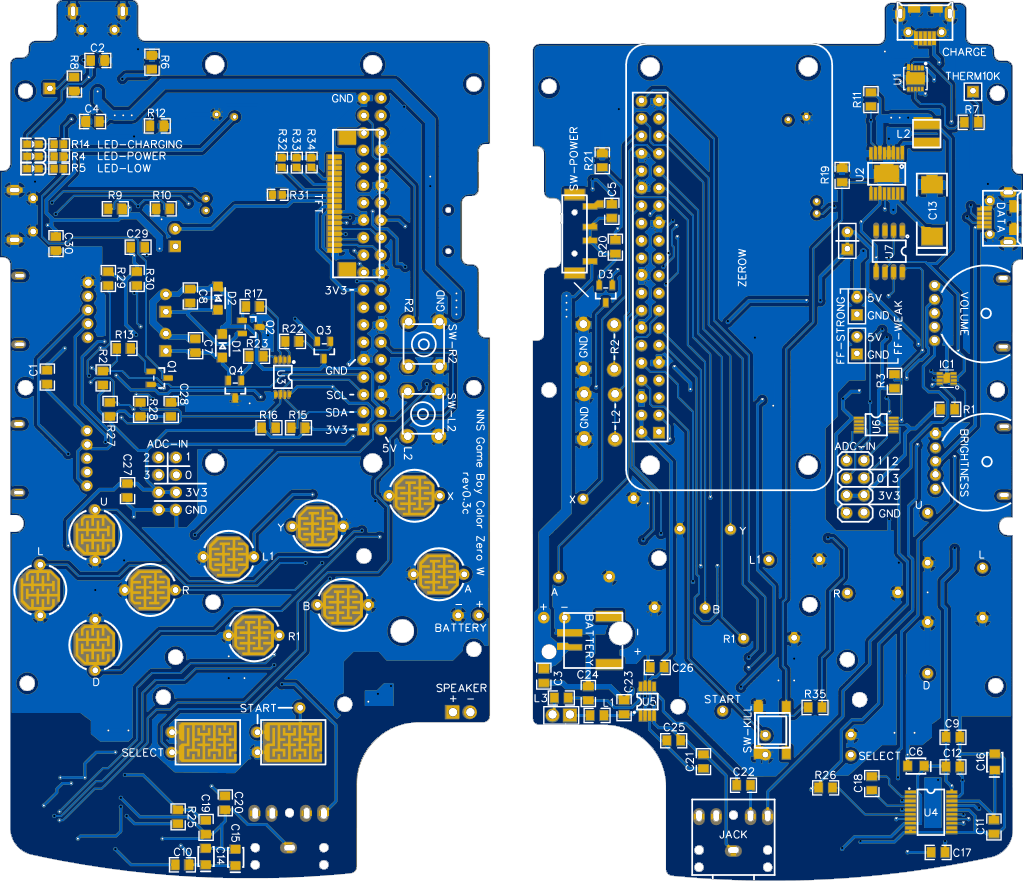 C2
R8
R6
C4
R12
GND
R14 LED-CHARGING
R4 LED-POWER
R5 LED-LOW
R32
R33
R34
R31
TFT
R9
R10
C30
C29
R29
R30
C8
D2
R17
3V3
R2
GND
SW-R2
R13
C7
D1
Q2
R23
R22
Q3
C1
Q1
Q4
U3
GND
SCL
SDA
3V3
5V
L2
SW-L2
R27
R28
C28
R16
R15
ADC-IN
2 1
3 0
3V3
GND
C27
NNS Game Boy Color Zero W
rev0.3c
U
X
Y
L
L1
R
A
B
R1
D
BATTERY
- +
SPEAKER
+ -
START
SELECT
R25
C19
C20
C10
C14
C15
CHARGE
U1
THERM10K
R11
R7
L2
SW-POWER
R21
C5
R20
D3
R19
U2
C13
DATA
U7
ZEROW
FF-STRONG
5V
GND
5V
GND
FF-WEAK
VOLUME
GND
R2
GND
L2
R3
IC1
R1
U6
BRIGHTNESS
ADC-IN
1 2
0 3
3V3
GND
X
Y
U
L1
L
A
B
R
R1
D
+ -
BATTERY
-
+
C26
C3
C24
L3
L1
C23
U5
START
SW-KILL
R35
SELECT
C25
C21
C22
R26
C18
C6
C9
C12
C16
U4
C11
C17
JACK